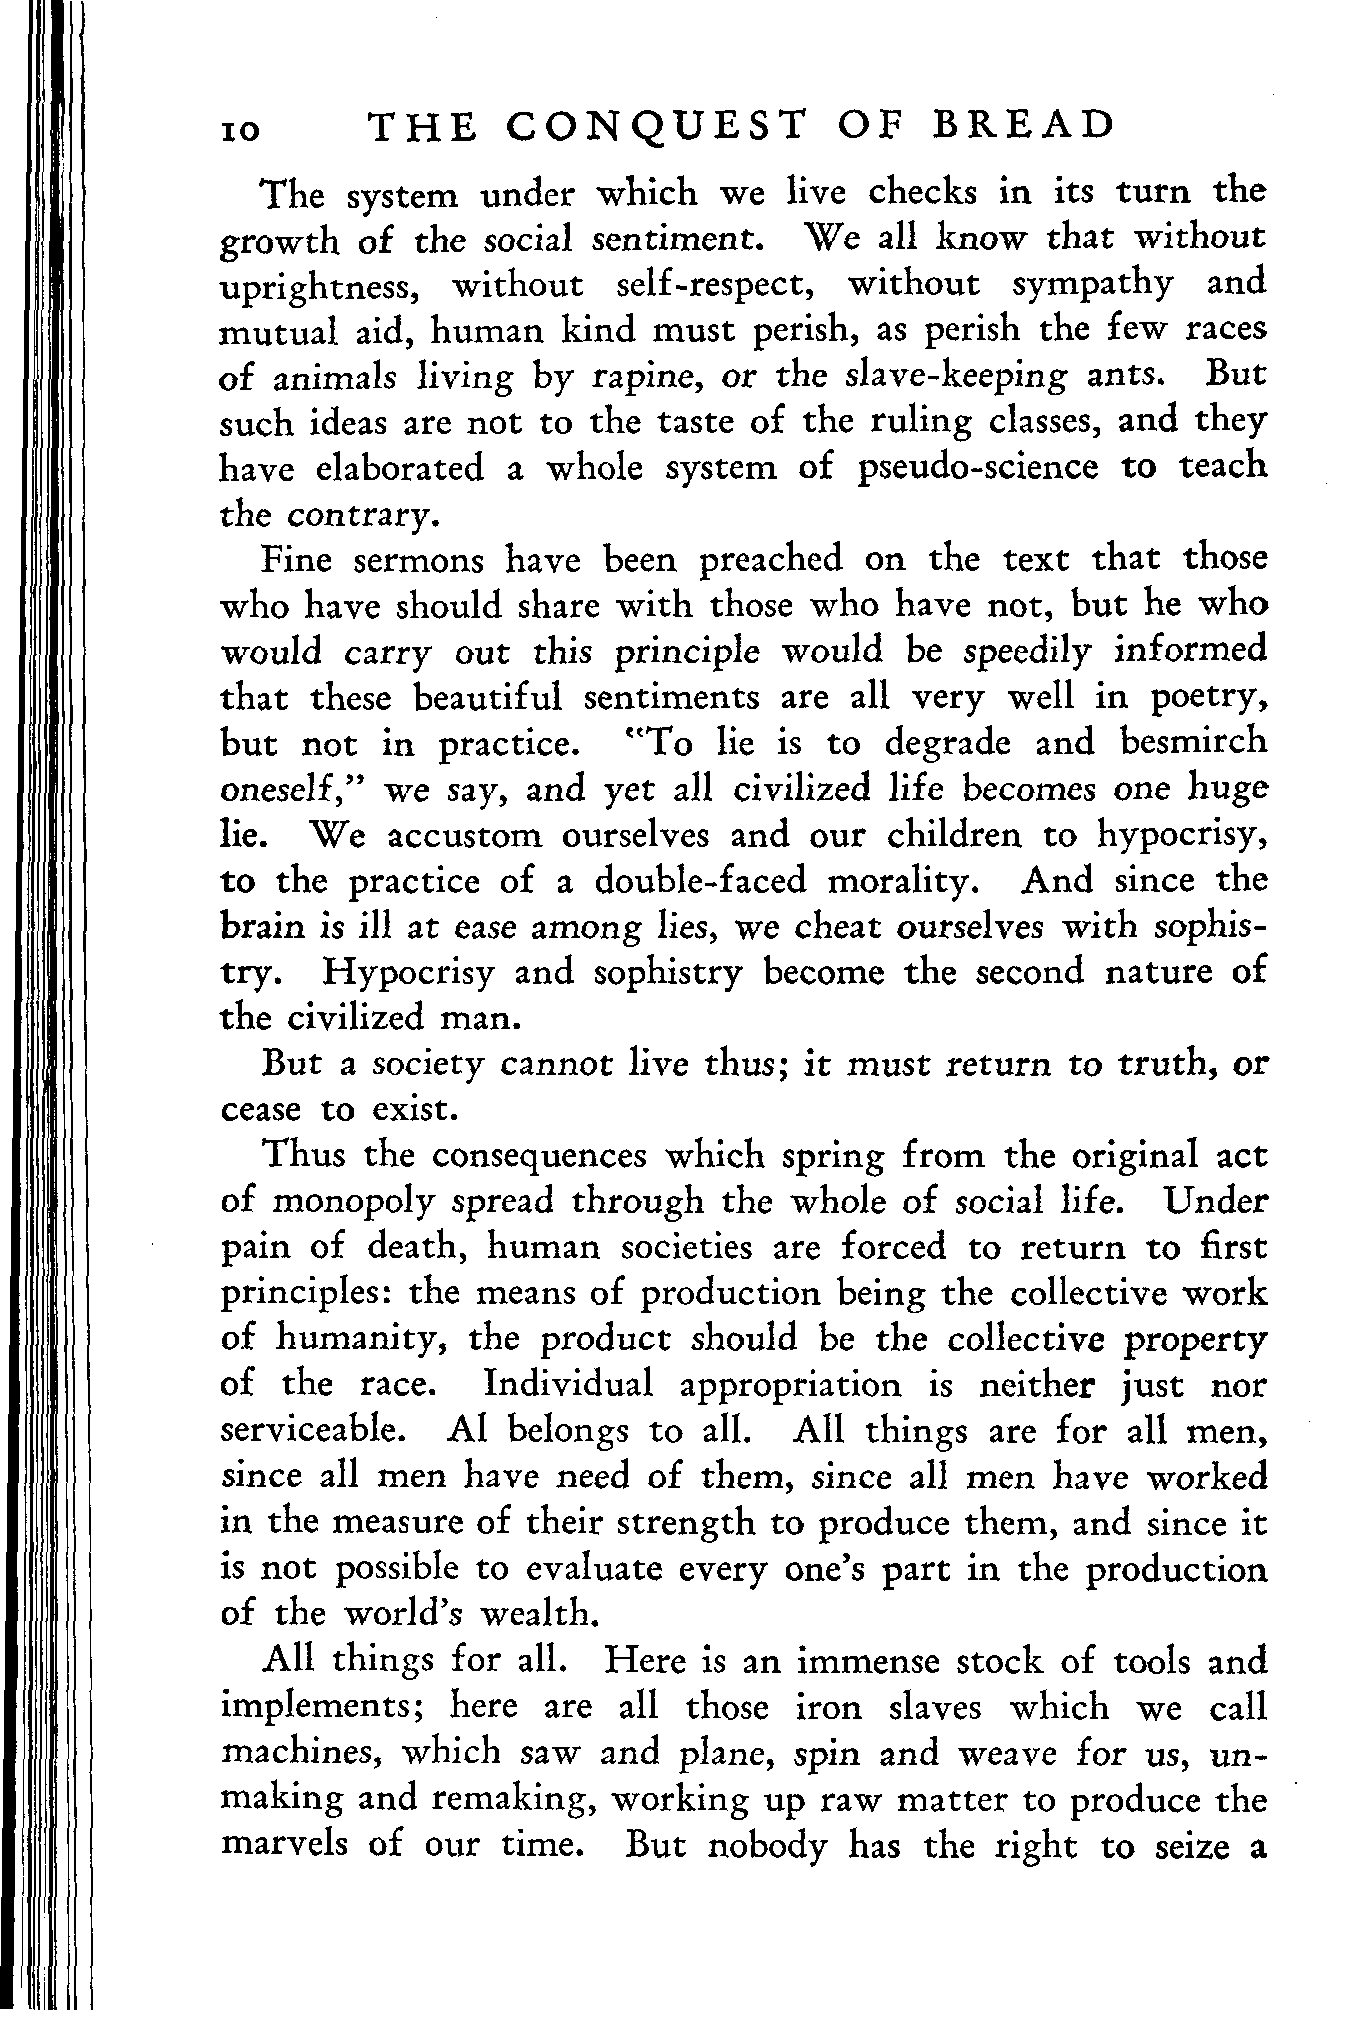 10 THE CONQUEST OF BREAD
The system under which we live checks in its turn the
growth of the social sentiment. We all know that without
uprightness, without self-respect, without sympathy and
mutual aid, human kind must perish, as perish the few races
of animals living by rapine, or the slave-keeping ants. But
such ideas are not to the taste of the ruling classes, and they
have elaborated a whole system of pseudo-science to teach
the contrary.
Fine sermons have been preached on the text that those
who have should share with those who have not, but he who
would carry out this principle would be speedily informed
that these beautiful sentiments are all very well in poetry,
but not in practice. "To lie is to degrade and besmirch
oneself," we say, and yet all civilized life becomes one huge
lie. We accustom ourselves and our children to hypocrisy,
to the practice of a double-faced morality. And since the
brain is ill at ease among lies, we cheat ourselves with sophis-
try. Hypocrisy and sophistry become the second nature of
the civilized man.
But a society cannot live thus; it must return to truth, or
cease to exist.
Thus the consequences which spring from the original act
of monopoly spread through the whole of social life. Under
pain of death, human societies are forced to return to first
principles: the means of production being the collective work
of humanity, the product should be the collective property
of the race. Individual appropriation is neither just nor
serviceable. Al belongs to all. All things are for all men,
since all men have need of them, since all men have worked
in the measure of their strength to produce them, and since it
is not possible to evaluate every one's part in the production
of the world's wealth.
All things for all. Here is an immense stock of tools and
implements; here are all those iron slaves which we call
machines, which saw and plane, spin and weave for us, un-
making and remaking, working up raw matter to produce the
marvels of our time. But nobody has the right to seize a